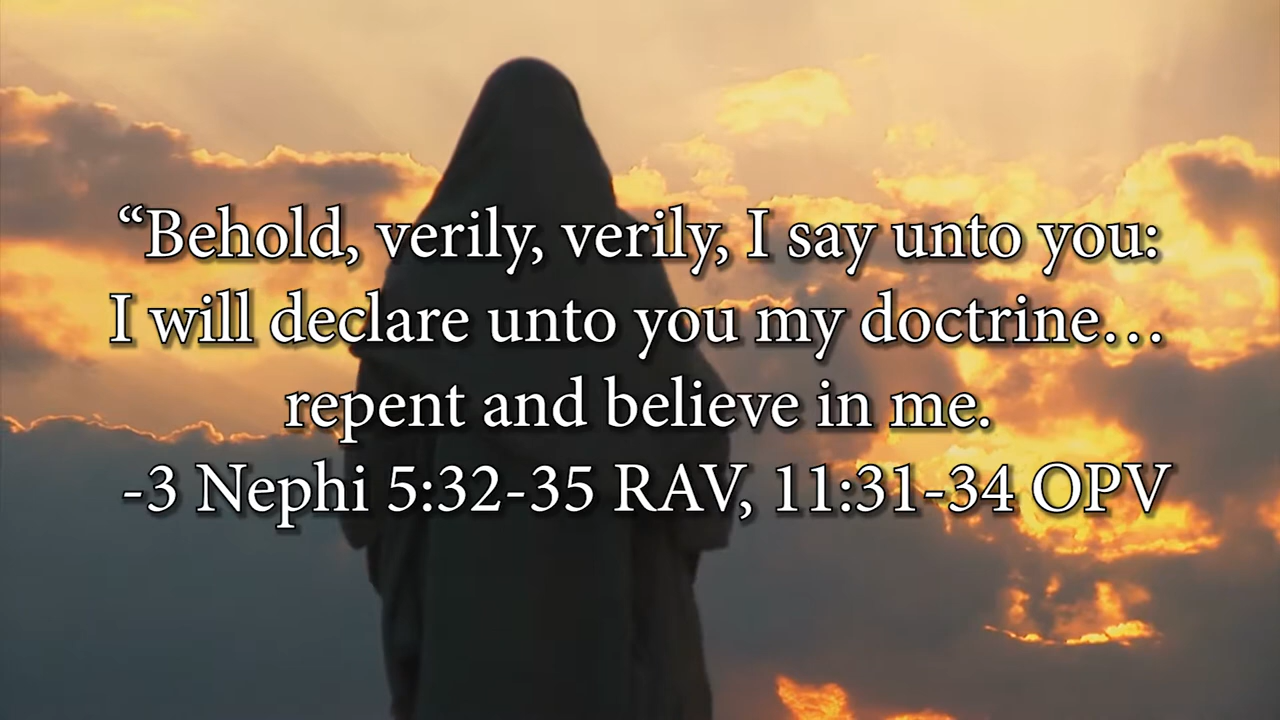 “Behold, verily, verily, I say unto you:
I will declare unto you my doctrine…
repent and believe in me.
-3 Nephi 5:32-35 RAV, 11:31-34 OPV